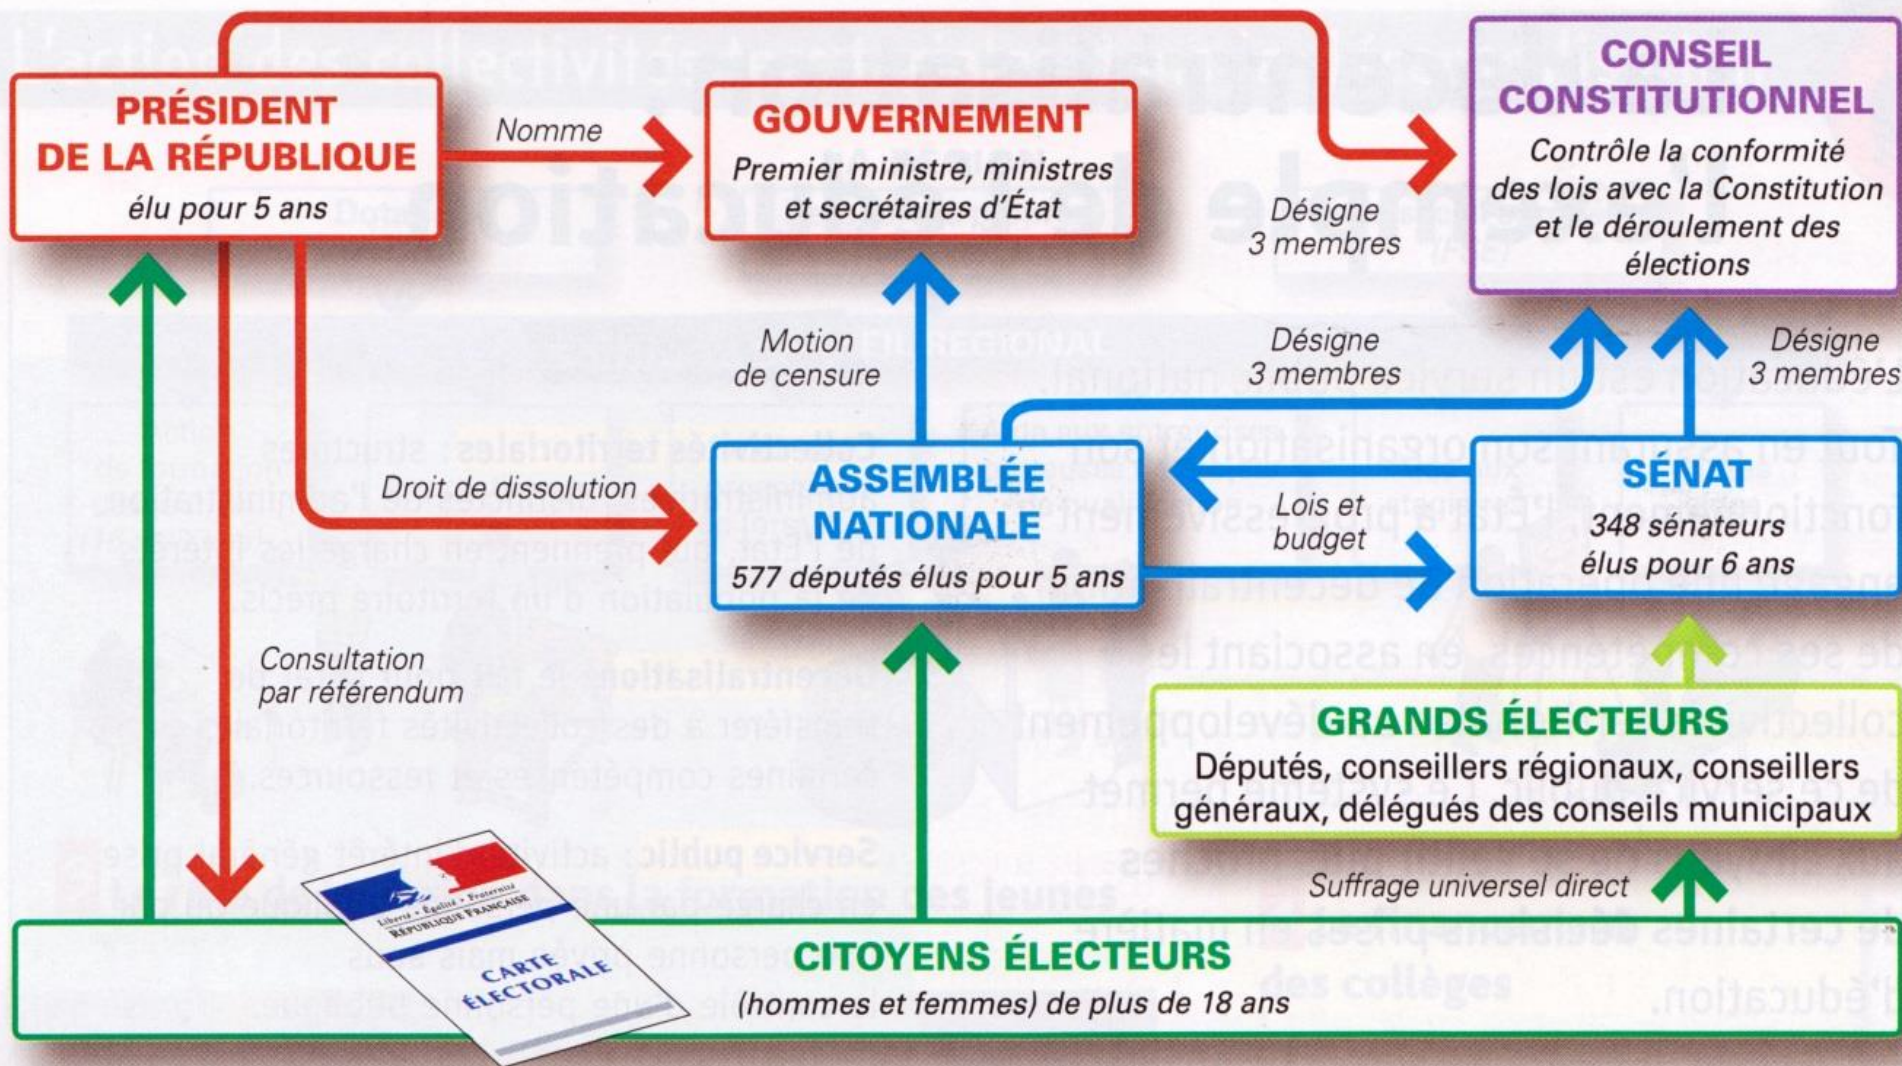 PRÉSIDENT
DE LA RÉPUBLIQUE
élu pour 5 ans
Nomme
GOUVERNEMENT
Premier ministre, ministres
et secrétaires d'État
CONSEIL
CONSTITUTIONNEL
Contrôle la conformité
des lois avec la Constitution
et le déroulement des
élections
Désigne
3 membres
Motion
de censure
Désigne
3 membres
Désigne
3 membres
Droit de dissolution
ASSEMBLÉE
NATIONALE
577 députés élus pour 5 ans
Lois et
budget
SÉNAT
348 sénateurs
élus pour 6 ans
Consultation
par référendum
GRANDS ÉLECTEURS
Députés, conseillers régionaux, conseillers
généraux, délégués des conseils municipaux
Suffrage universel direct
Liberté • Égalité • Fraternité
RÉPUBLIQUE FRANÇAISE
CARTE
ÉLECTORALE
CITOYENS ÉLECTEURS
(hommes et femmes) de plus de 18 ans